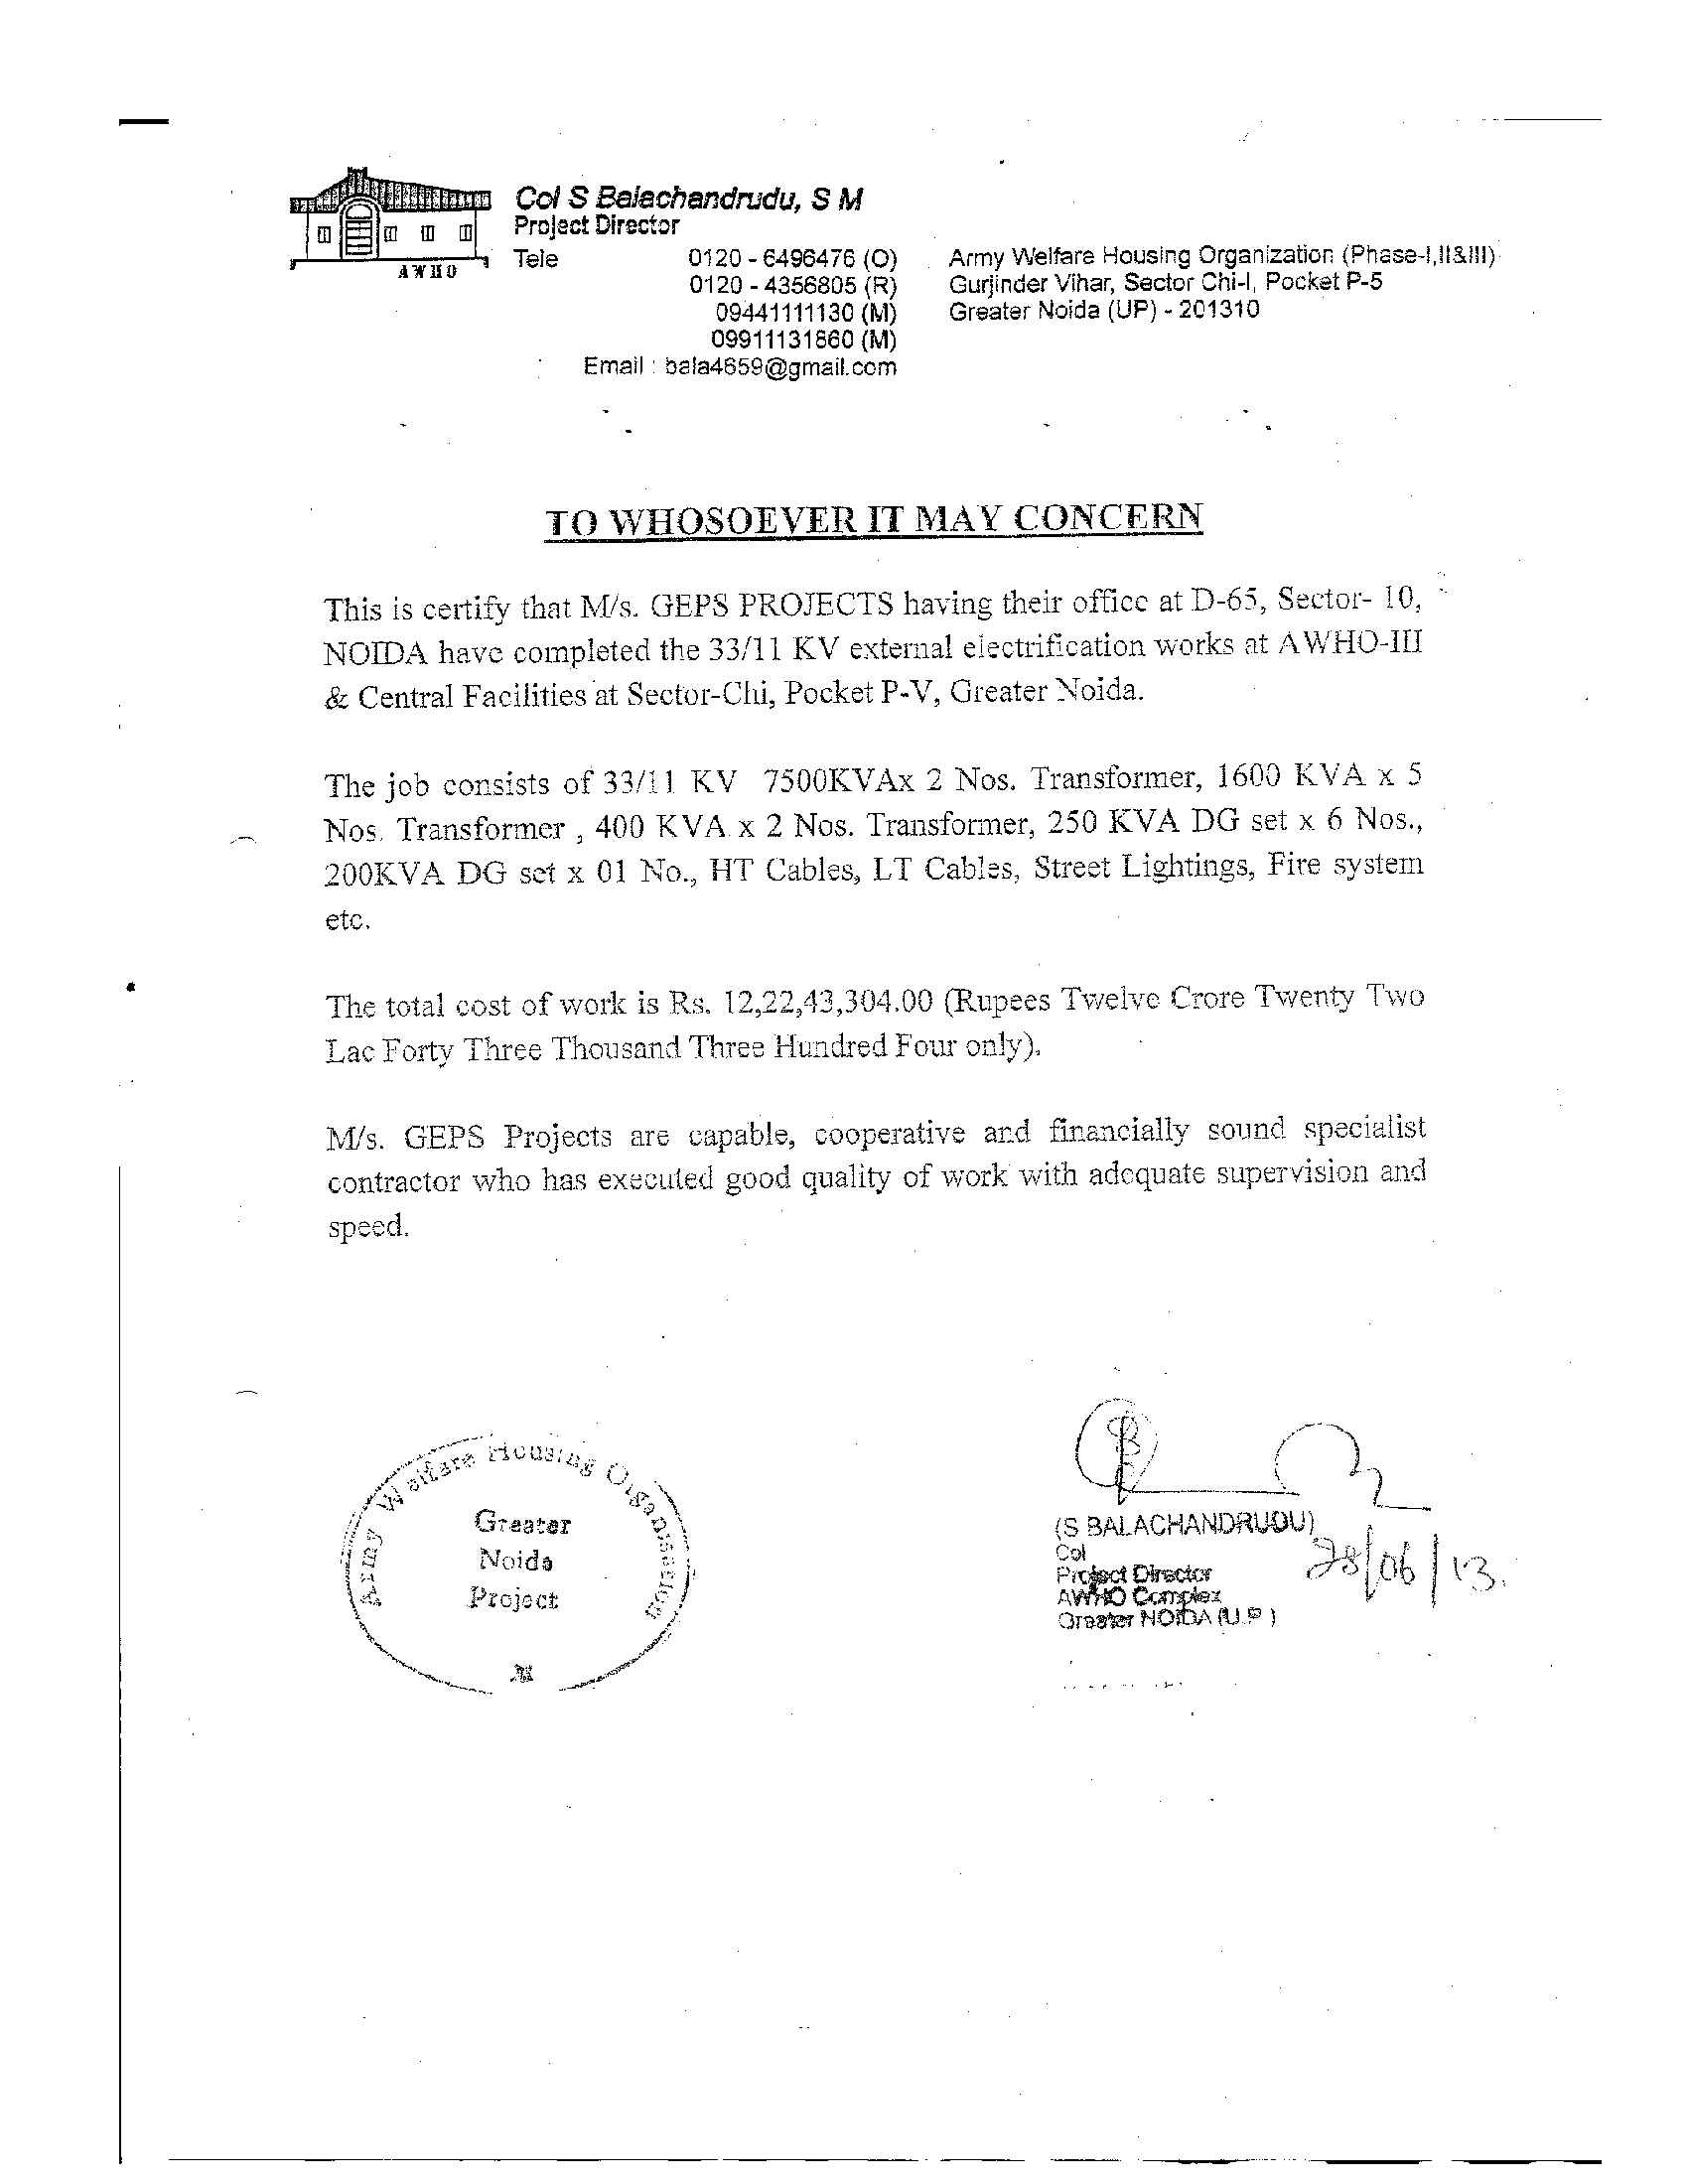 AWHO
Col S Balachandrudu, S M
Project Director
Tele 0120 - 6496476 (O)
0120 - 4356805 (R)
09441111130 (M)
09911131860 (M)
Email : bala4659@gmail.com
Army Welfare Housing Organization (Phase-I,II&III)
Gurjinder Vihar, Sector Chi-I, Pocket P-5
Greater Noida (UP) - 201310
TO WHOSOEVER IT MAY CONCERN
This is certify that M/s. GEPS PROJECTS having their office at D-65, Sector- 10,
NOIDA have completed the 33/11 KV external electrification works at AWHO-III
& Central Facilities at Sector-Chi, Pocket P-V, Greater Noida.
The job consists of 33/11 KV 7500KVAx 2 Nos. Transformer, 1600 KVA x 5
Nos. Transformer , 400 KVA x 2 Nos. Transformer, 250 KVA DG set x 6 Nos.,
200KVA DG set x 01 No., HT Cables, LT Cables, Street Lightings, Fire system
etc.
The total cost of work is Rs. 12,22,43,304.00 (Rupees Twelve Crore Twenty Two
Lac Forty Three Thousand Three Hundred Four only).
M/s. GEPS Projects are capable, cooperative and financially sound specialist
contractor who has executed good quality of work with adequate supervision and
speed.
Army Welfare Housing Organisation
Greater
Noida
Project
(S BALACHANDRUDU)
Col
Project Director
AWHO Complex
Greater NOIDA (U.P)
28/06/13.